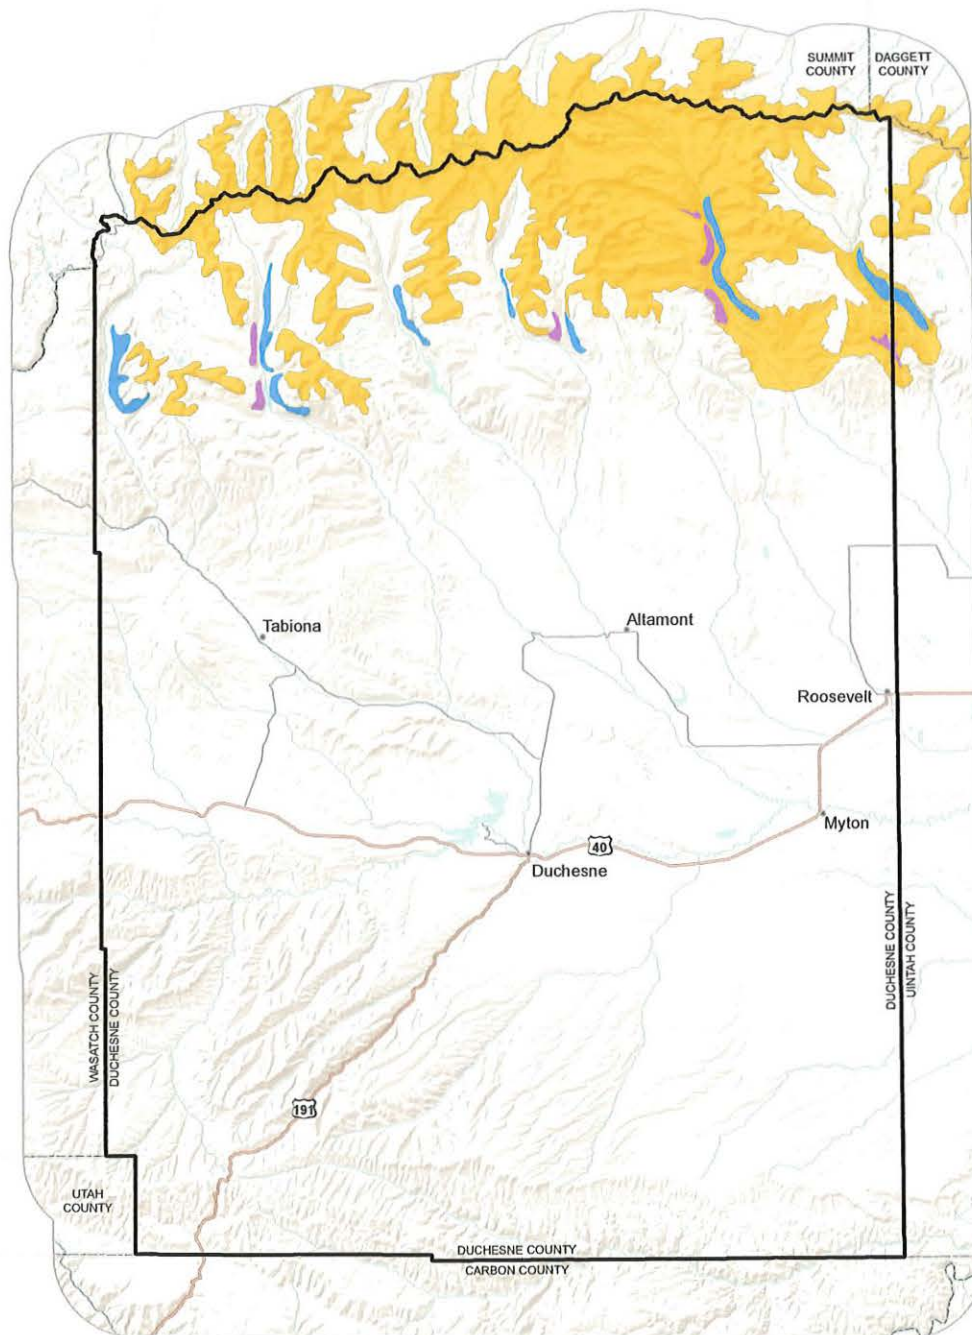 SUMMIT
COUNTY
DAGGETT
COUNTY
Tabiona
Altamont
Roosevelt
Myton
40
Duchesne
WASATCH COUNTY
DUCHESNE COUNTY
DUCHESNE COUNTY
UINTAH COUNTY
191
UTAH
COUNTY
DUCHESNE COUNTY
CARBON COUNTY